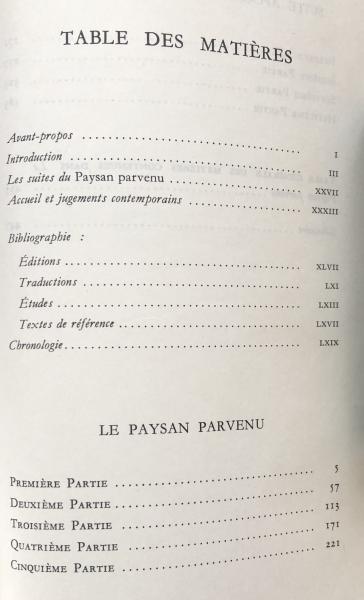 TABLE DES MATIÈRES
Avant-propos .......... I
Introduction .......... III
Les suites du Paysan parvenu .......... XXVII
Accueil et jugements contemporains .......... XXXIII
Bibliographie :
Éditions .......... XLVII
Traductions .......... LXI
Études .......... LXIII
Textes de référence .......... LXVII
Chronologie .......... LXIX
LE PAYSAN PARVENU
PREMIÈRE PARTIE .......... 5
DEUXIÈME PARTIE .......... 57
TROISIÈME PARTIE .......... 113
QUATRIÈME PARTIE .......... 171
CINQUIÈME PARTIE .......... 221